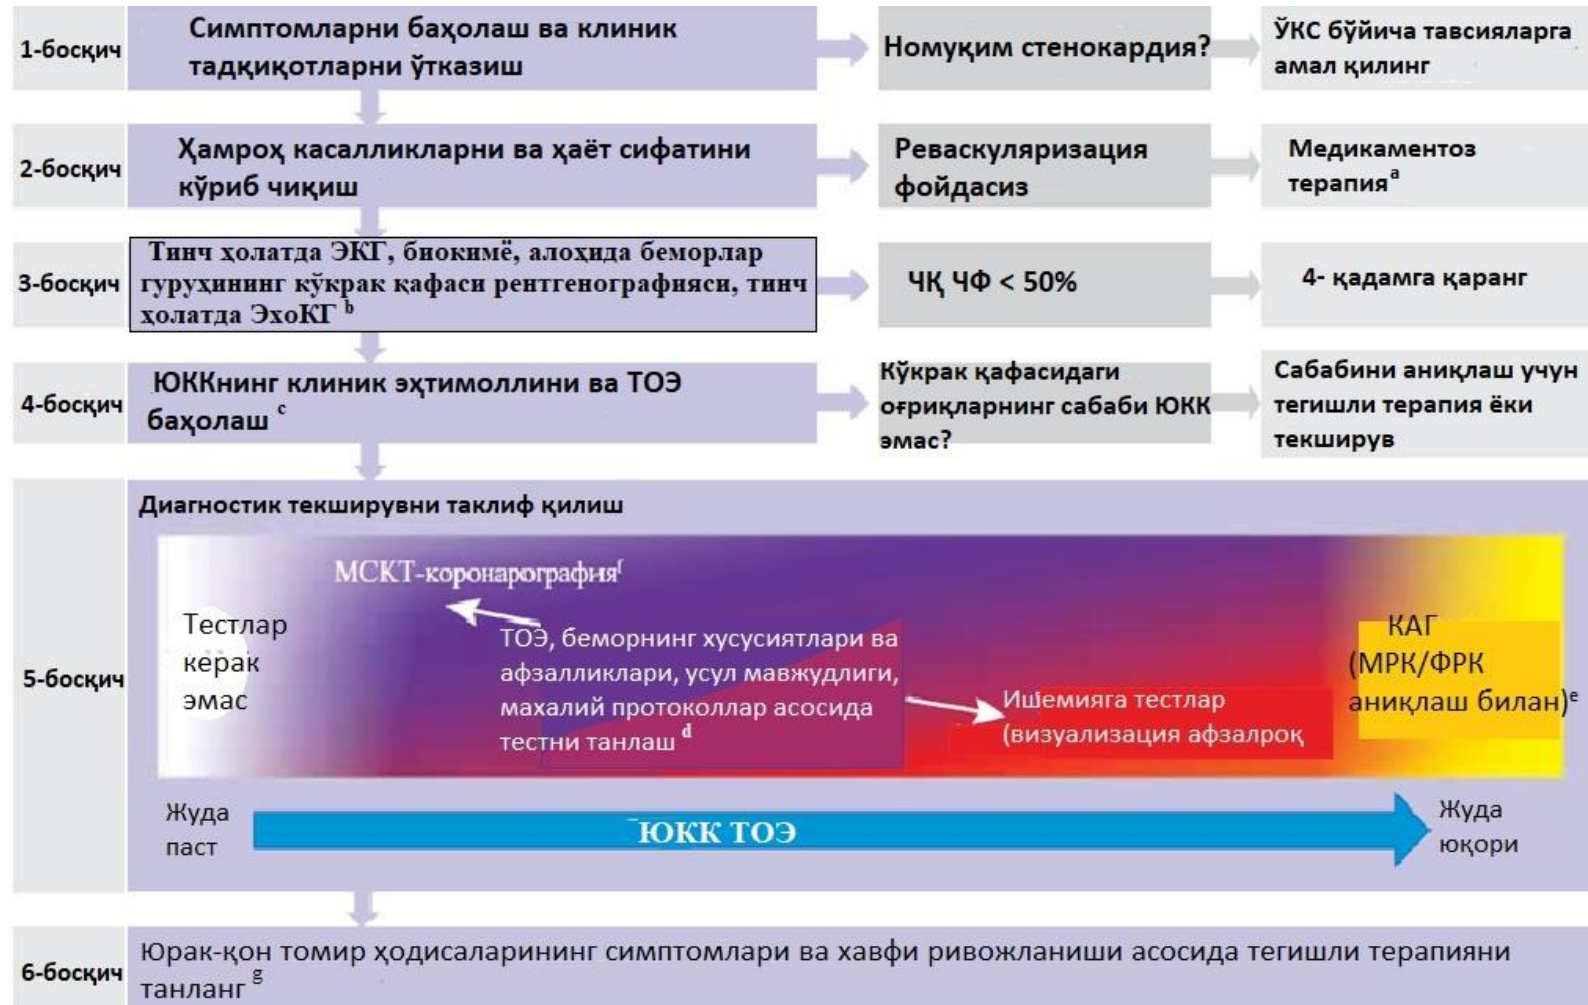 1-босқич
Симптомларни баҳолаш ва клиник
тадқиқотларни ўтказиш
Номуқим стенокардия?
ЎКС бўйича тавсияларга
амал қилинг
2-босқич
Ҳамроҳ касалликларни ва ҳаёт сифатини
кўриб чиқиш
Реваскуляризация
фойдасиз
Медикаментоз
терапия a
3-босқич
Тинч ҳолатда ЭКГ, биокимё, алоҳида беморлар
гуруҳининг кўкрак қафаси рентгенографияси, тинч
ҳолатда ЭхоКГ b
ЧҚ ЧФ < 50%
4- қадамга қаранг
4-босқич
ЮККнинг клиник эҳтимоллини ва ТОЭ
баҳолаш c
Кўкрак қафасидаги
оғриқларнинг сабаби ЮКК
эмас?
Сабабини аниқлаш учун
тегишли терапия ёки
текширув
5-босқич
Диагностик текширувни таклиф қилиш
МСКТ-коронарография f
Тестлар
керак
эмас
ТОЭ, беморнинг хусусиятлари ва
афзалликлари, усул мавжудлиги,
махалий протоколлар асосида
тестни танлаш d
Ишемияга тестлар
(визуализация афзалроқ
КАГ
(МРК/ФРК
аниқлаш билан) e
Жуда
паст
ЮКК ТОЭ
Жуда
юқори
6-босқич
Юрак-қон томир ҳодисаларининг симптомлари ва хавфи ривожланиши асосида тегишли терапияни
танланг g